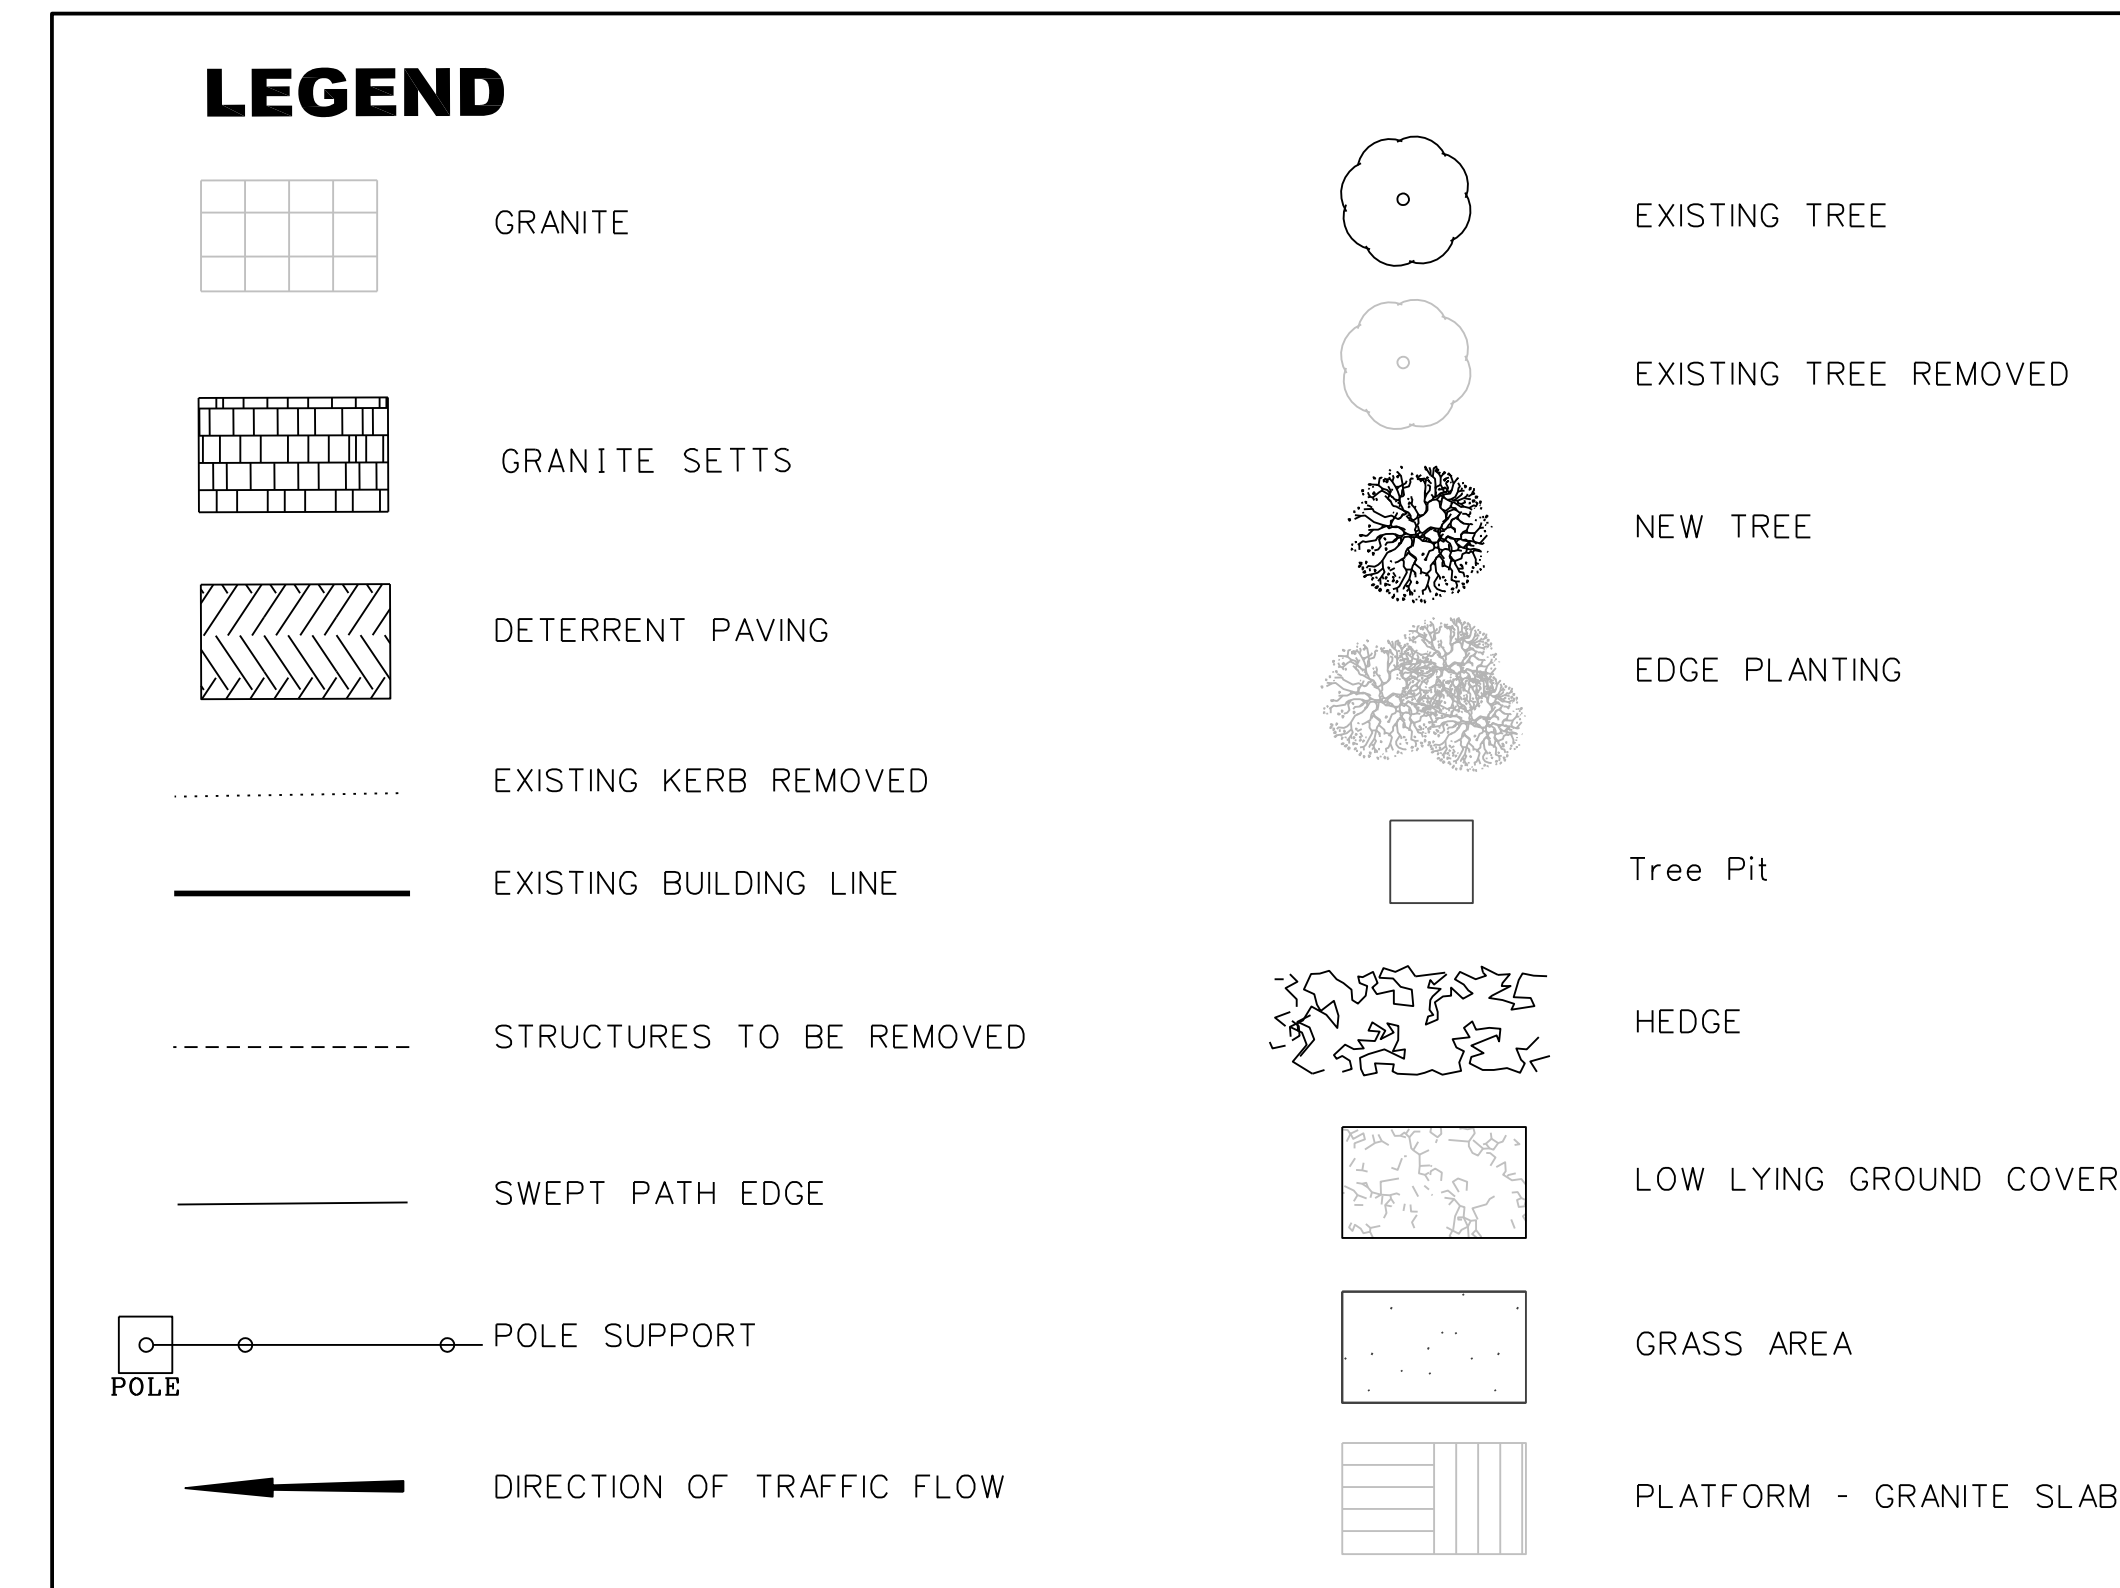 LEGEND
GRANITE
GRANITE SETTS
DETERRENT PAVING
EXISTING KERB REMOVED
EXISTING BUILDING LINE
STRUCTURES TO BE REMOVED
SWEPT PATH EDGE
POLE SUPPORT
POLE
DIRECTION OF TRAFFIC FLOW
EXISTING TREE
EXISTING TREE REMOVED
NEW TREE
EDGE PLANTING
Tree Pit
HEDGE
LOW LYING GROUND COVER
GRASS AREA
PLATFORM - GRANITE SLAB